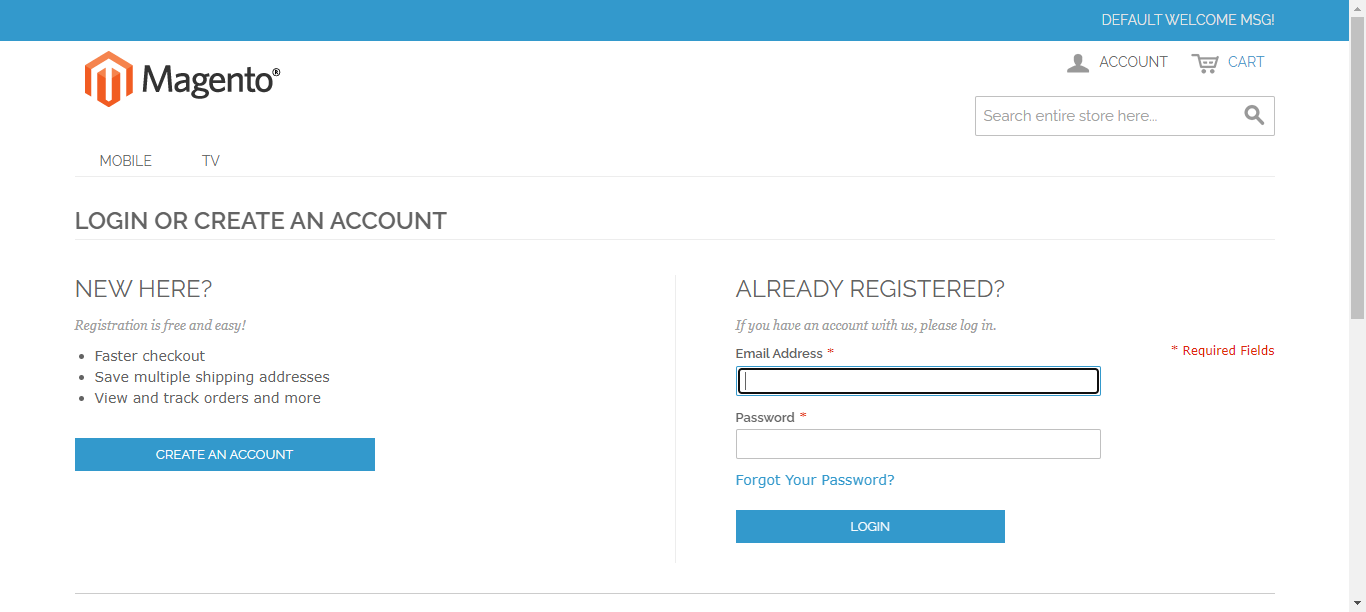 DEFAULT WELCOME MSG!
Magento®
ACCOUNT
CART
Search entire store here...
MOBILE
TV
LOGIN OR CREATE AN ACCOUNT
NEW HERE?
Registration is free and easy!
• Faster checkout
• Save multiple shipping addresses
• View and track orders and more
CREATE AN ACCOUNT
ALREADY REGISTERED?
If you have an account with us, please log in.
Email Address *
* Required Fields
Password *
Forgot Your Password?
LOGIN